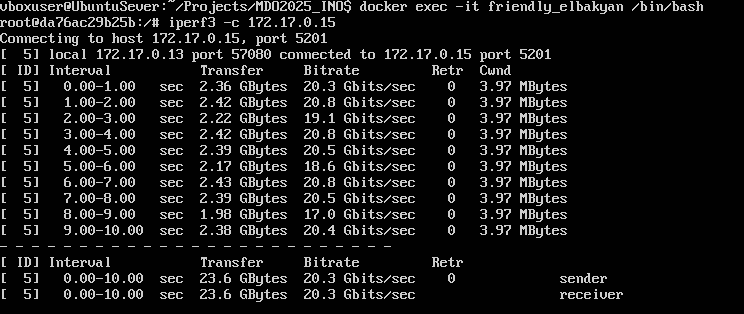 vboxuser@UbuntuSever:~/Projects/MDO2025_INO$ docker exec -it friendly_elbakyan /bin/bash
root@da76ac29b25b:/# iperf3 -c 172.17.0.15
Connecting to host 172.17.0.15, port 5201
[  5] local 172.17.0.13 port 57080 connected to 172.17.0.15 port 5201
[ ID] Interval           Transfer     Bitrate         Retr  Cwnd
[  5]   0.00-1.00   sec  2.36 GBytes  20.3 Gbits/sec    0   3.97 MBytes
[  5]   1.00-2.00   sec  2.42 GBytes  20.8 Gbits/sec    0   3.97 MBytes
[  5]   2.00-3.00   sec  2.22 GBytes  19.1 Gbits/sec    0   3.97 MBytes
[  5]   3.00-4.00   sec  2.42 GBytes  20.8 Gbits/sec    0   3.97 MBytes
[  5]   4.00-5.00   sec  2.39 GBytes  20.5 Gbits/sec    0   3.97 MBytes
[  5]   5.00-6.00   sec  2.17 GBytes  18.6 Gbits/sec    0   3.97 MBytes
[  5]   6.00-7.00   sec  2.43 GBytes  20.8 Gbits/sec    0   3.97 MBytes
[  5]   7.00-8.00   sec  2.39 GBytes  20.5 Gbits/sec    0   3.97 MBytes
[  5]   8.00-9.00   sec  1.98 GBytes  17.0 Gbits/sec    0   3.97 MBytes
[  5]   9.00-10.00  sec  2.38 GBytes  20.4 Gbits/sec    0   3.97 MBytes
- - - - - - - - - - - - - - - - - - - - - - - - -
[ ID] Interval           Transfer     Bitrate         Retr
[  5]   0.00-10.00  sec  23.6 GBytes  20.3 Gbits/sec    0             sender
[  5]   0.00-10.00  sec  23.6 GBytes  20.3 Gbits/sec                  receiver